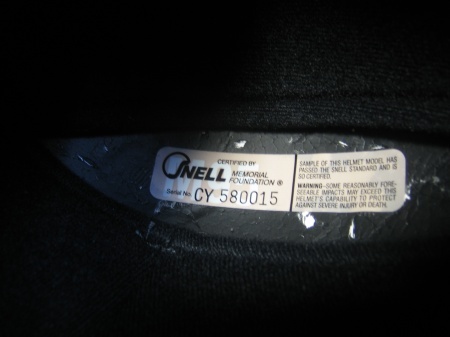 CERTIFIED BY
SNELL MEMORIAL
FOUNDATION ®
Serial No. CY 580015
SAMPLE OF THIS HELMET MODEL HAS
PASSED THE SNELL STANDARD AND IS
SO CERTIFIED.
WARNING—SOME REASONABLY FORE-
SEEABLE IMPACTS MAY EXCEED THIS
HELMET'S CAPABILITY TO PROTECT
AGAINST SEVERE INJURY OR DEATH.